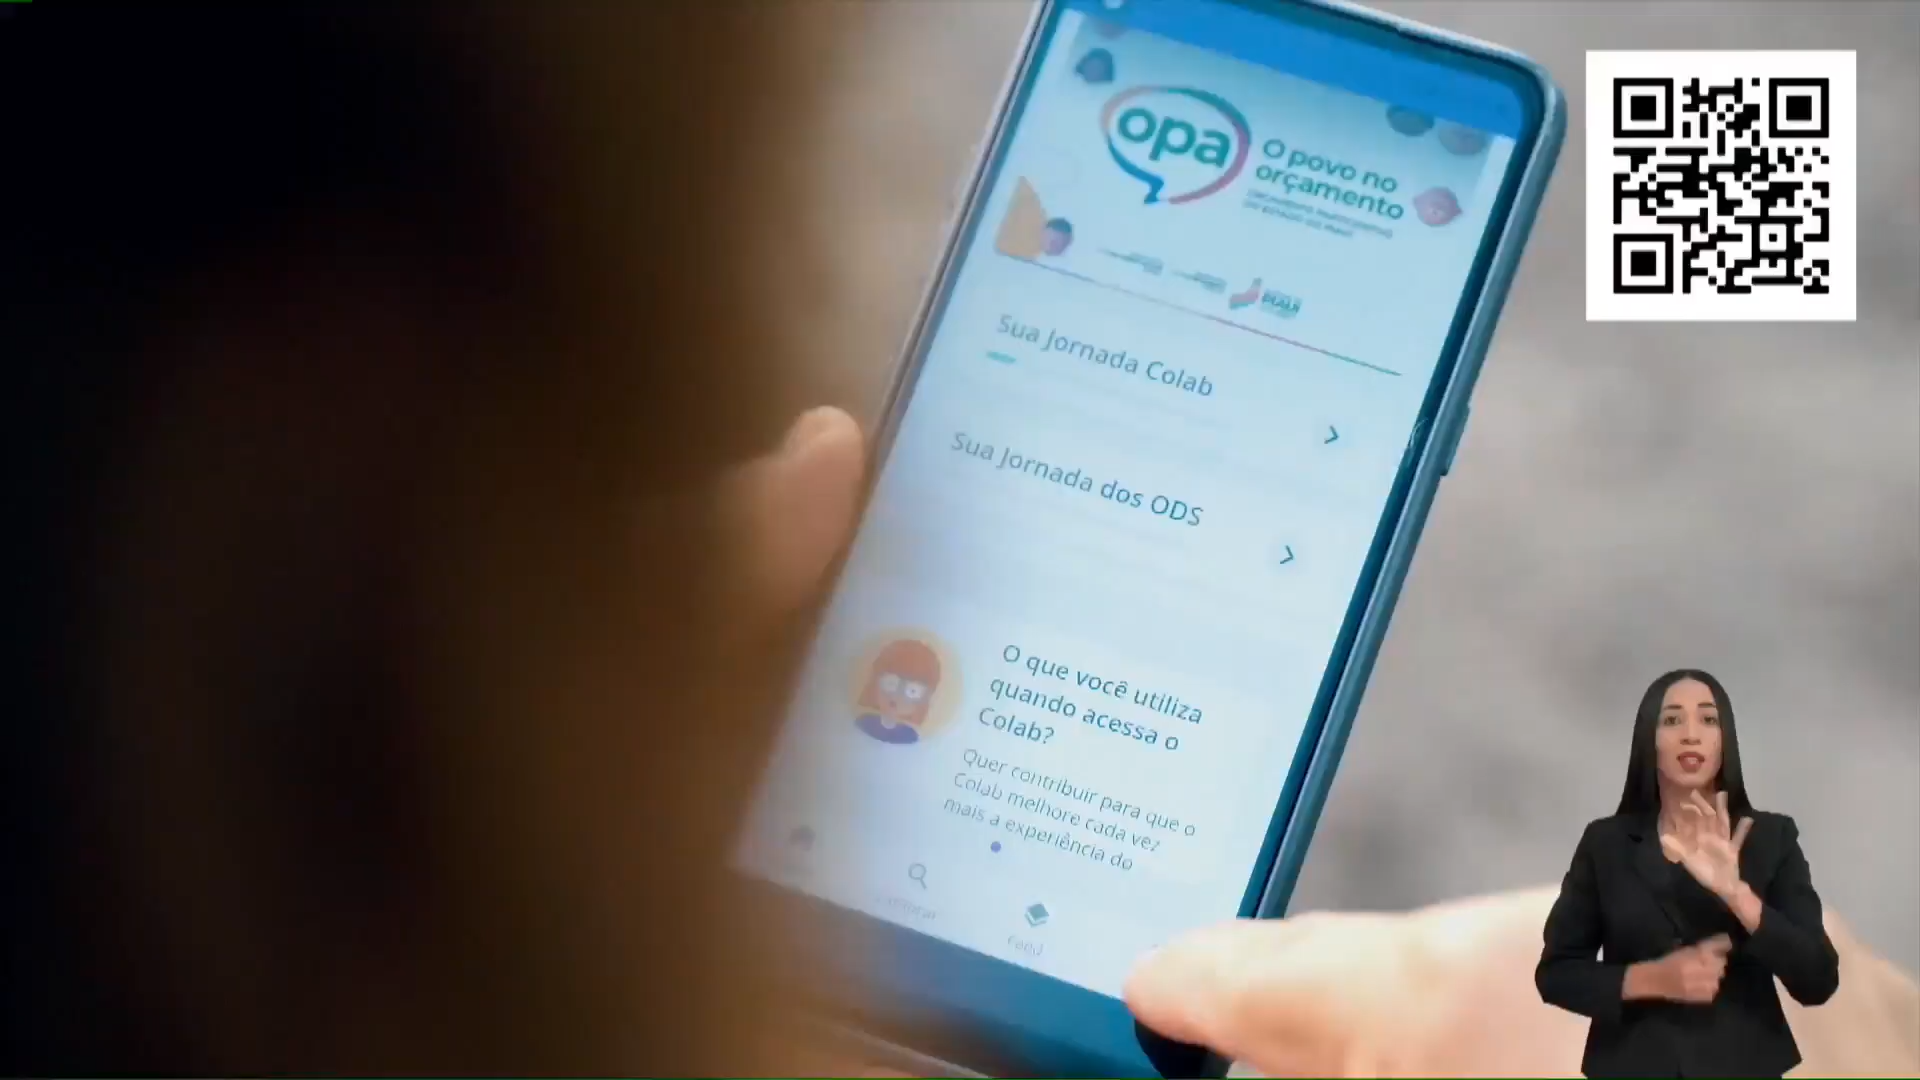 opa
O povo no
orçamento
PIAUÍ
Sua Jornada Colab
Sua Jornada dos ODS
O que você utiliza
quando acessa o
Colab?
Quer contribuir para que o
Colab melhore cada vez
mais a experiência do
Feed